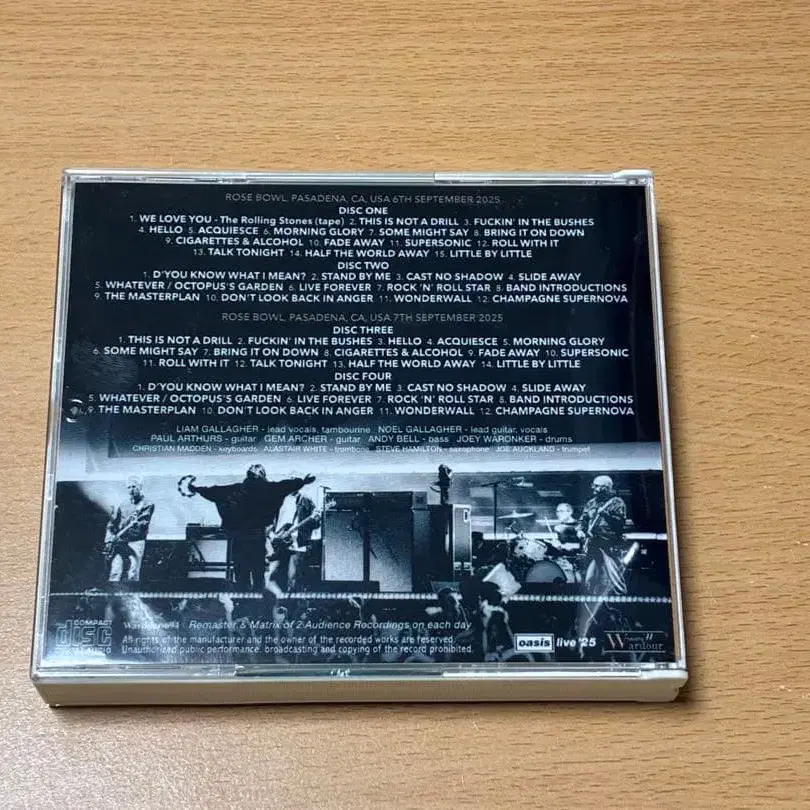 ROSE BOWL, PASADENA, CA, USA 6TH SEPTEMBER 2025
DISC ONE
1. WE LOVE YOU - The Rolling Stones (tape) 2. THIS IS NOT A DRILL 3. FUCKIN' IN THE BUSHES
4. HELLO 5. ACQUIESCE 6. MORNING GLORY 7. SOME MIGHT SAY 8. BRING IT ON DOWN
9. CIGARETTES & ALCOHOL 10. FADE AWAY 11. SUPERSONIC 12. ROLL WITH IT
13. TALK TONIGHT 14. HALF THE WORLD AWAY 15. LITTLE BY LITTLE
DISC TWO
1. D'YOU KNOW WHAT I MEAN? 2. STAND BY ME 3. CAST NO SHADOW 4. SLIDE AWAY
5. WHATEVER / OCTOPUS'S GARDEN 6. LIVE FOREVER 7. ROCK 'N' ROLL STAR 8. BAND INTRODUCTIONS
9. THE MASTERPLAN 10. DON'T LOOK BACK IN ANGER 11. WONDERWALL 12. CHAMPAGNE SUPERNOVA
ROSE BOWL, PASADENA, CA, USA 7TH SEPTEMBER 2025
DISC THREE
1. THIS IS NOT A DRILL 2. FUCKIN' IN THE BUSHES 3. HELLO 4. ACQUIESCE 5. MORNING GLORY
6. SOME MIGHT SAY 7. BRING IT ON DOWN 8. CIGARETTES & ALCOHOL 9. FADE AWAY 10. SUPERSONIC
11. ROLL WITH IT 12. TALK TONIGHT 13. HALF THE WORLD AWAY 14. LITTLE BY LITTLE
DISC FOUR
1. D'YOU KNOW WHAT I MEAN? 2. STAND BY ME 3. CAST NO SHADOW 4. SLIDE AWAY
5. WHATEVER / OCTOPUS'S GARDEN 6. LIVE FOREVER 7. ROCK 'N' ROLL STAR 8. BAND INTRODUCTIONS
9. THE MASTERPLAN 10. DON'T LOOK BACK IN ANGER 11. WONDERWALL 12. CHAMPAGNE SUPERNOVA
LIAM GALLAGHER - lead vocals, tambourine NOEL GALLAGHER - lead guitar, vocals
PAUL ARTHURS - guitar GEM ARCHER - guitar ANDY BELL - bass JOEY WARONKER - drums
CHRISTIAN MADDEN - keyboards ALASTAIR WHITE - trombone STEVE HAMILTON - saxophone JOE AUCKLAND - trumpet
COMPACT
disc
Remaster & Matrix of 2 Audience Recordings on each day
All rights of the manufacturer and the owner of the recorded works are reserved.
Unauthorized public performance, broadcasting and copying of the record prohibited.
oasis live '25
Wardour